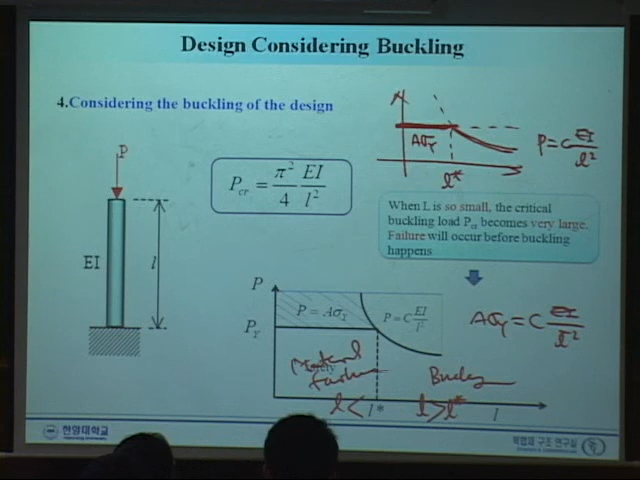 Design Considering Buckling
4.Considering the buckling of the design
P
EI
l
P_cr = π²/4 EI/l²
Aσ_Y
l*
P=C EI/l²
When L is so small, the critical
buckling load P_cr becomes very large.
Failure will occur before buckling
happens
P
P_Y
P = Aσ_Y
P=C EI/l²
Aσ_Y = C EI/l²
Material
failure
Buckling
l<
l*
l>l*
l
한양대학교